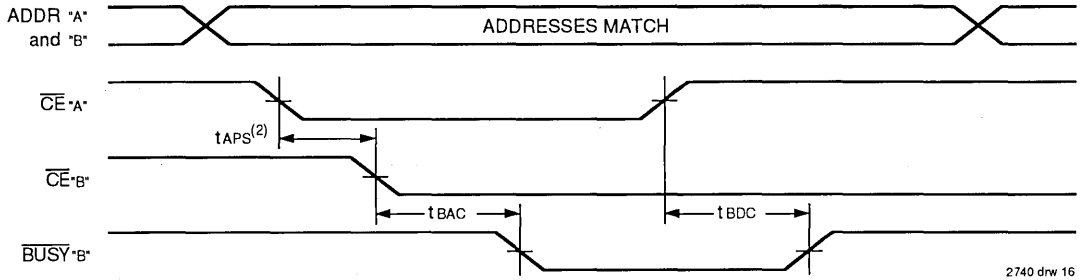 ADDR "A"
and "B"
ADDRESSES MATCH
CE "A"
tAPS(2)
CE "B"
tBAC
tBDC
BUSY "B"
2740 drw 16